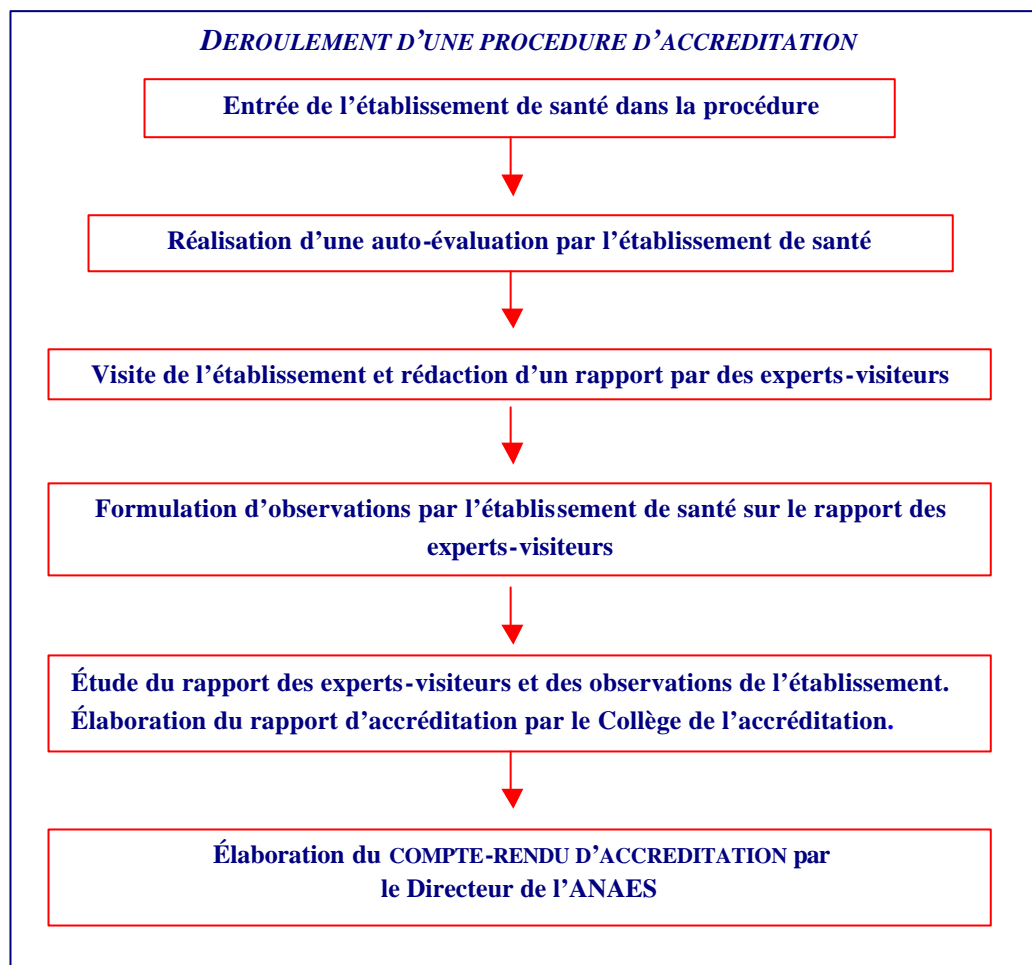 DEROULEMENT D’UNE PROCEDURE D’ACCREDITATION
Entrée de l’établissement de santé dans la procédure
Réalisation d’une auto-évaluation par l’établissement de santé
Visite de l’établissement et rédaction d’un rapport par des experts-visiteurs
Formulation d’observations par l’établissement de santé sur le rapport des
experts-visiteurs
Étude du rapport des experts-visiteurs et des observations de l’établissement.
Élaboration du rapport d’accréditation par le Collège de l’accréditation.
Élaboration du COMPTE-RENDU D’ACCREDITATION par
le Directeur de l’ANAES